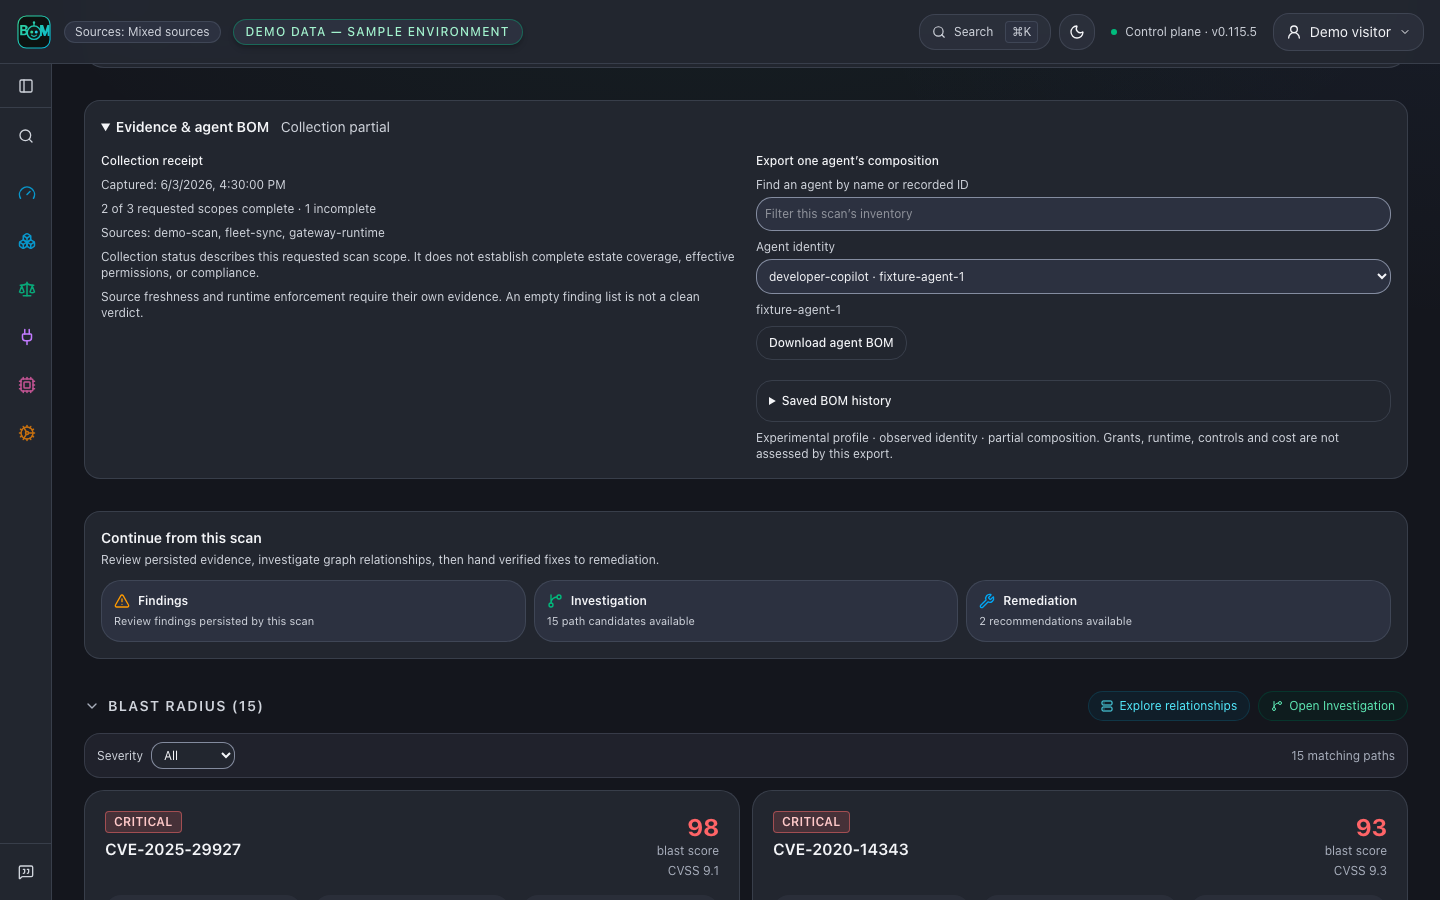 BOM
Sources: Mixed sources
DEMO DATA — SAMPLE ENVIRONMENT
Search ⌘K
Control plane · v0.115.5
Demo visitor
Evidence & agent BOM Collection partial
Collection receipt
Captured: 6/3/2026, 4:30:00 PM
2 of 3 requested scopes complete · 1 incomplete
Sources: demo-scan, fleet-sync, gateway-runtime
Collection status describes this requested scan scope. It does not establish complete estate coverage, effective
permissions, or compliance.
Source freshness and runtime enforcement require their own evidence. An empty finding list is not a clean
verdict.
Export one agent's composition
Find an agent by name or recorded ID
Filter this scan's inventory
Agent identity
developer-copilot · fixture-agent-1
fixture-agent-1
Download agent BOM
Saved BOM history
Experimental profile · observed identity · partial composition. Grants, runtime, controls and cost are not
assessed by this export.
Continue from this scan
Review persisted evidence, investigate graph relationships, then hand verified fixes to remediation.
Findings
Review findings persisted by this scan
Investigation
15 path candidates available
Remediation
2 recommendations available
BLAST RADIUS (15)
Explore relationships
Open Investigation
Severity All
15 matching paths
CRITICAL
CVE-2025-29927
98
blast score
CVSS 9.1
CRITICAL
CVE-2020-14343
93
blast score
CVSS 9.3